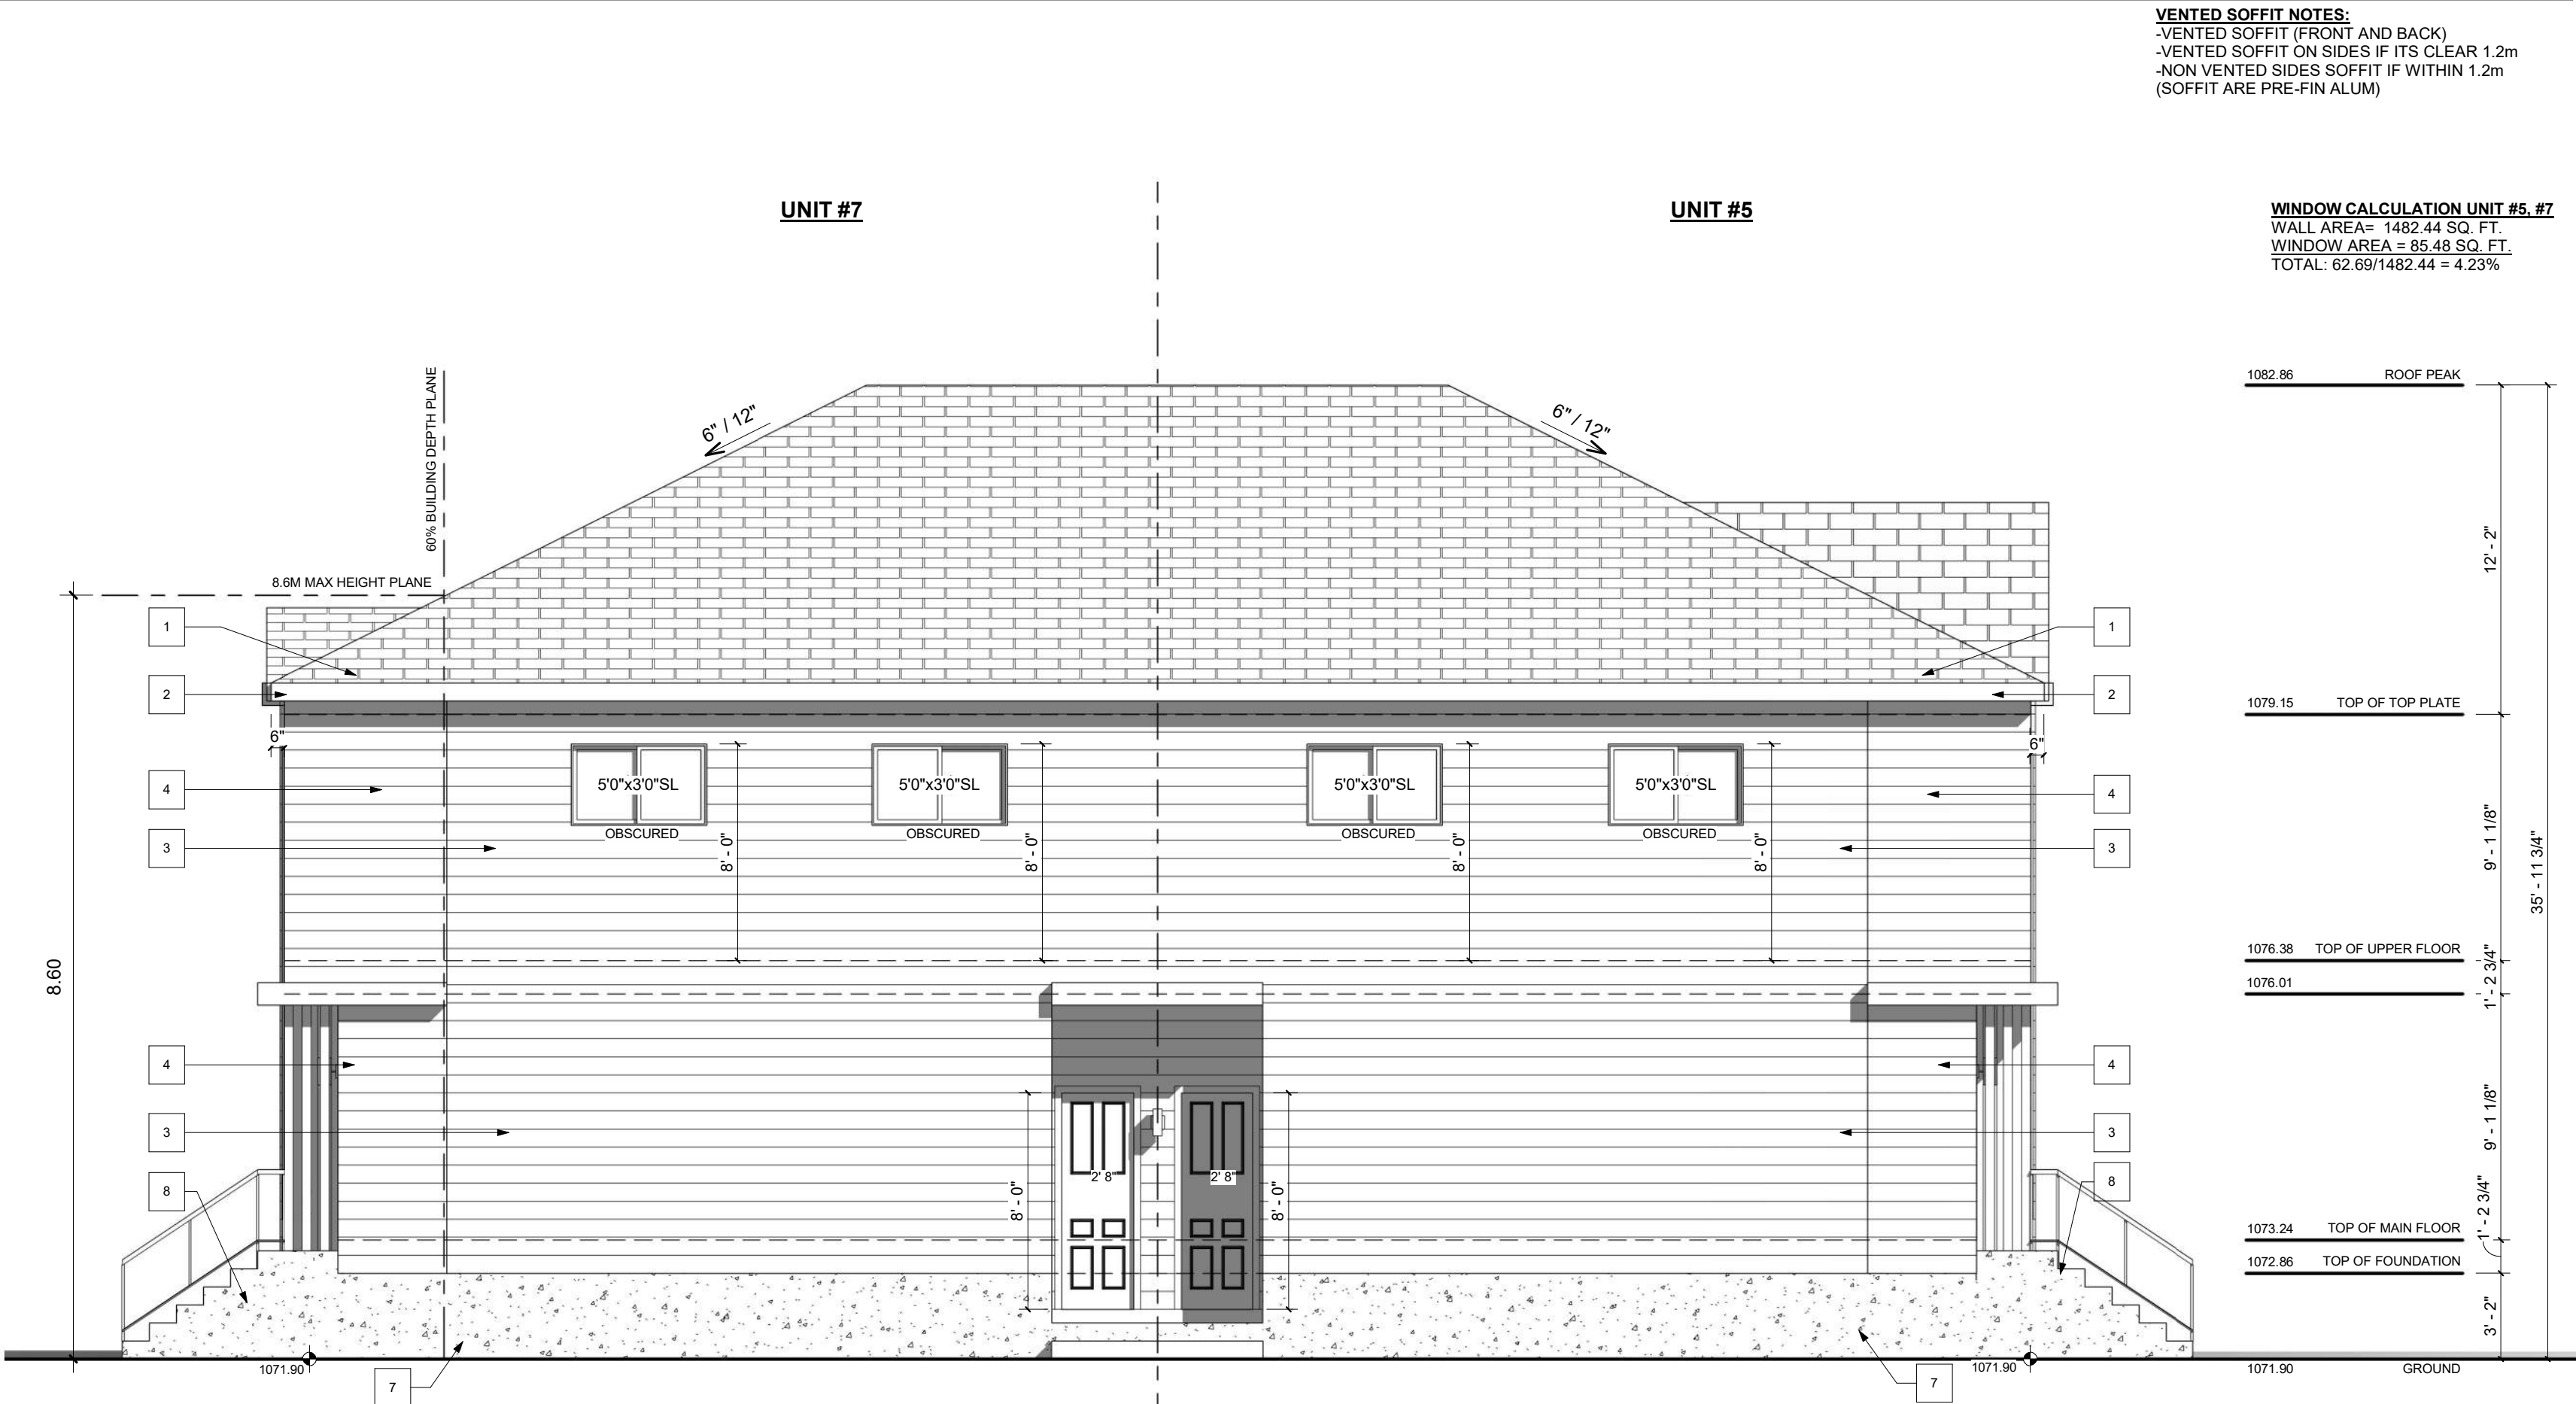 VENTED SOFFIT NOTES:
-VENTED SOFFIT (FRONT AND BACK)
-VENTED SOFFIT ON SIDES IF ITS CLEAR 1.2m
-NON VENTED SIDES SOFFIT IF WITHIN 1.2m
(SOFFIT ARE PRE-FIN ALUM)
UNIT #7
UNIT #5
WINDOW CALCULATION UNIT #5, #7
WALL AREA= 1482.44 SQ. FT.
WINDOW AREA = 85.48 SQ. FT.
TOTAL: 62.69/1482.44 = 4.23%
60% BUILDING DEPTH PLANE
6" / 12"
6" / 12"
8.6M MAX HEIGHT PLANE
8.60
1
2
6"
4
3
4
3
8
7
5'0"x3'0"SL
OBSCURED
8' - 0"
5'0"x3'0"SL
OBSCURED
8' - 0"
5'0"x3'0"SL
OBSCURED
8' - 0"
5'0"x3'0"SL
OBSCURED
8' - 0"
8' - 0"
2' 8"
2' 8"
8' - 0"
1
2
6"
4
3
4
3
8
7
1071.90
1071.90
1082.86 ROOF PEAK
12' - 2"
1079.15 TOP OF TOP PLATE
9' - 1 1/8"
35' - 11 3/4"
1076.38 TOP OF UPPER FLOOR
1' - 2 3/4"
1076.01
9' - 1 1/8"
1073.24 TOP OF MAIN FLOOR
1' - 2 3/4"
1072.86 TOP OF FOUNDATION
3' - 2"
1071.90 GROUND